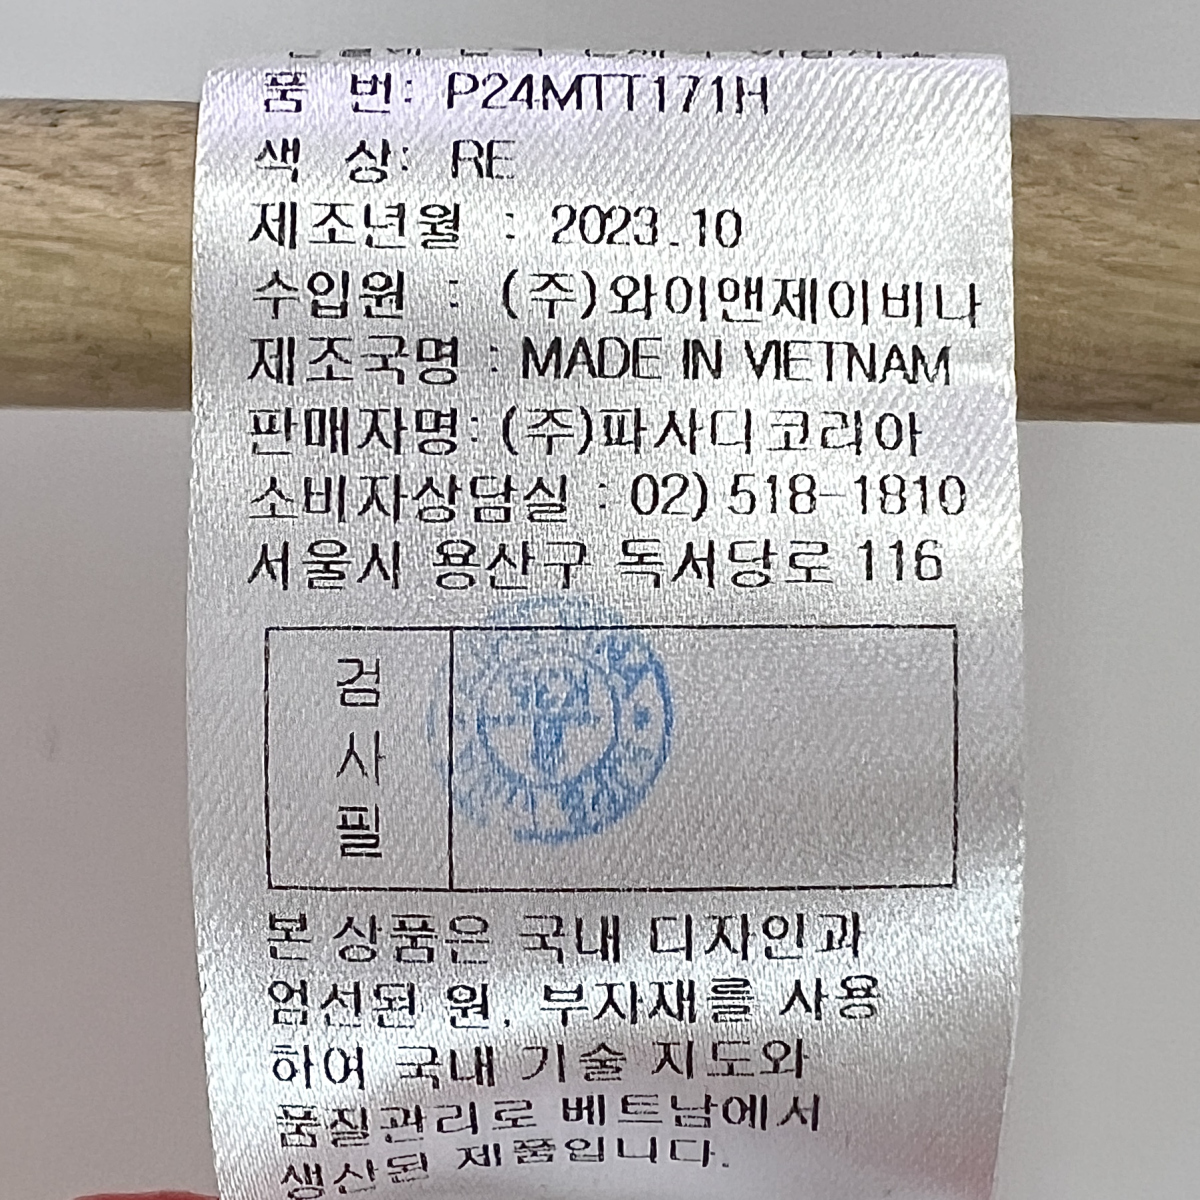 품 번: P24MTT171H
색 상: RE
제조년월 : 2023.10
수입원 : (주)와이앤제이비나
제조국명 : MADE IN VIETNAM
판매자명: (주)파사디코리아
소비자상담실 : 02) 518-1810
서울시 용산구 독서당로 116
검
사
필
본 상품은 국내 디자인과
엄선된 원, 부자재를 사용
하여 국내 기술 지도와
품질관리로 베트남에서
생산된 제품입니다.